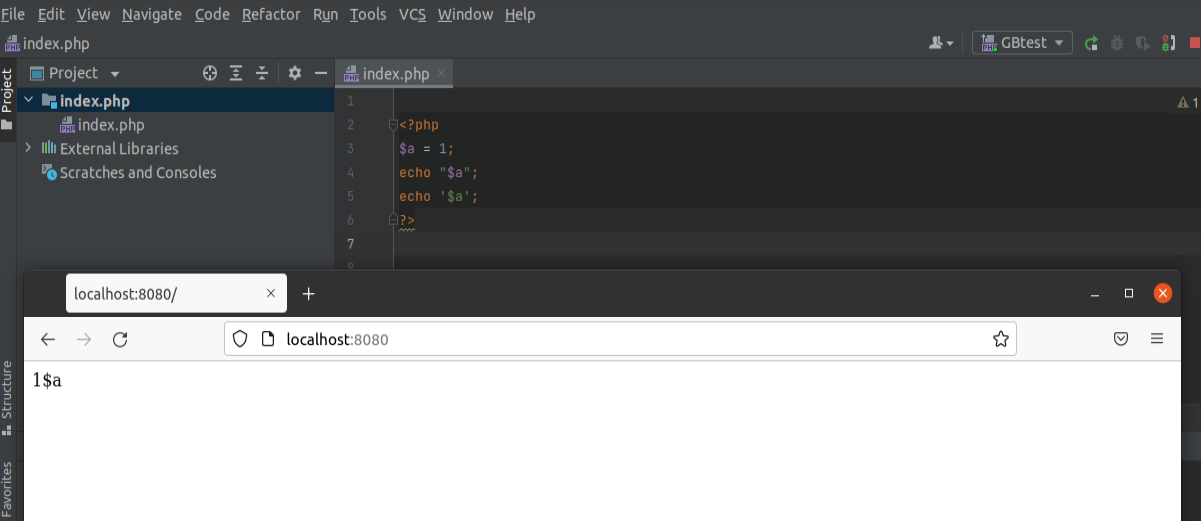 File Edit View Navigate Code Refactor Run Tools VCS Window Help
index.php
GBtest
Project
Project
index.php
index.php
index.php
External Libraries
Scratches and Consoles
1
1
2 <?php
3 $a = 1;
4 echo "$a";
5 echo '$a';
6 ?>
7
8
localhost:8080/
localhost:8080
1$a
Structure
Favorites